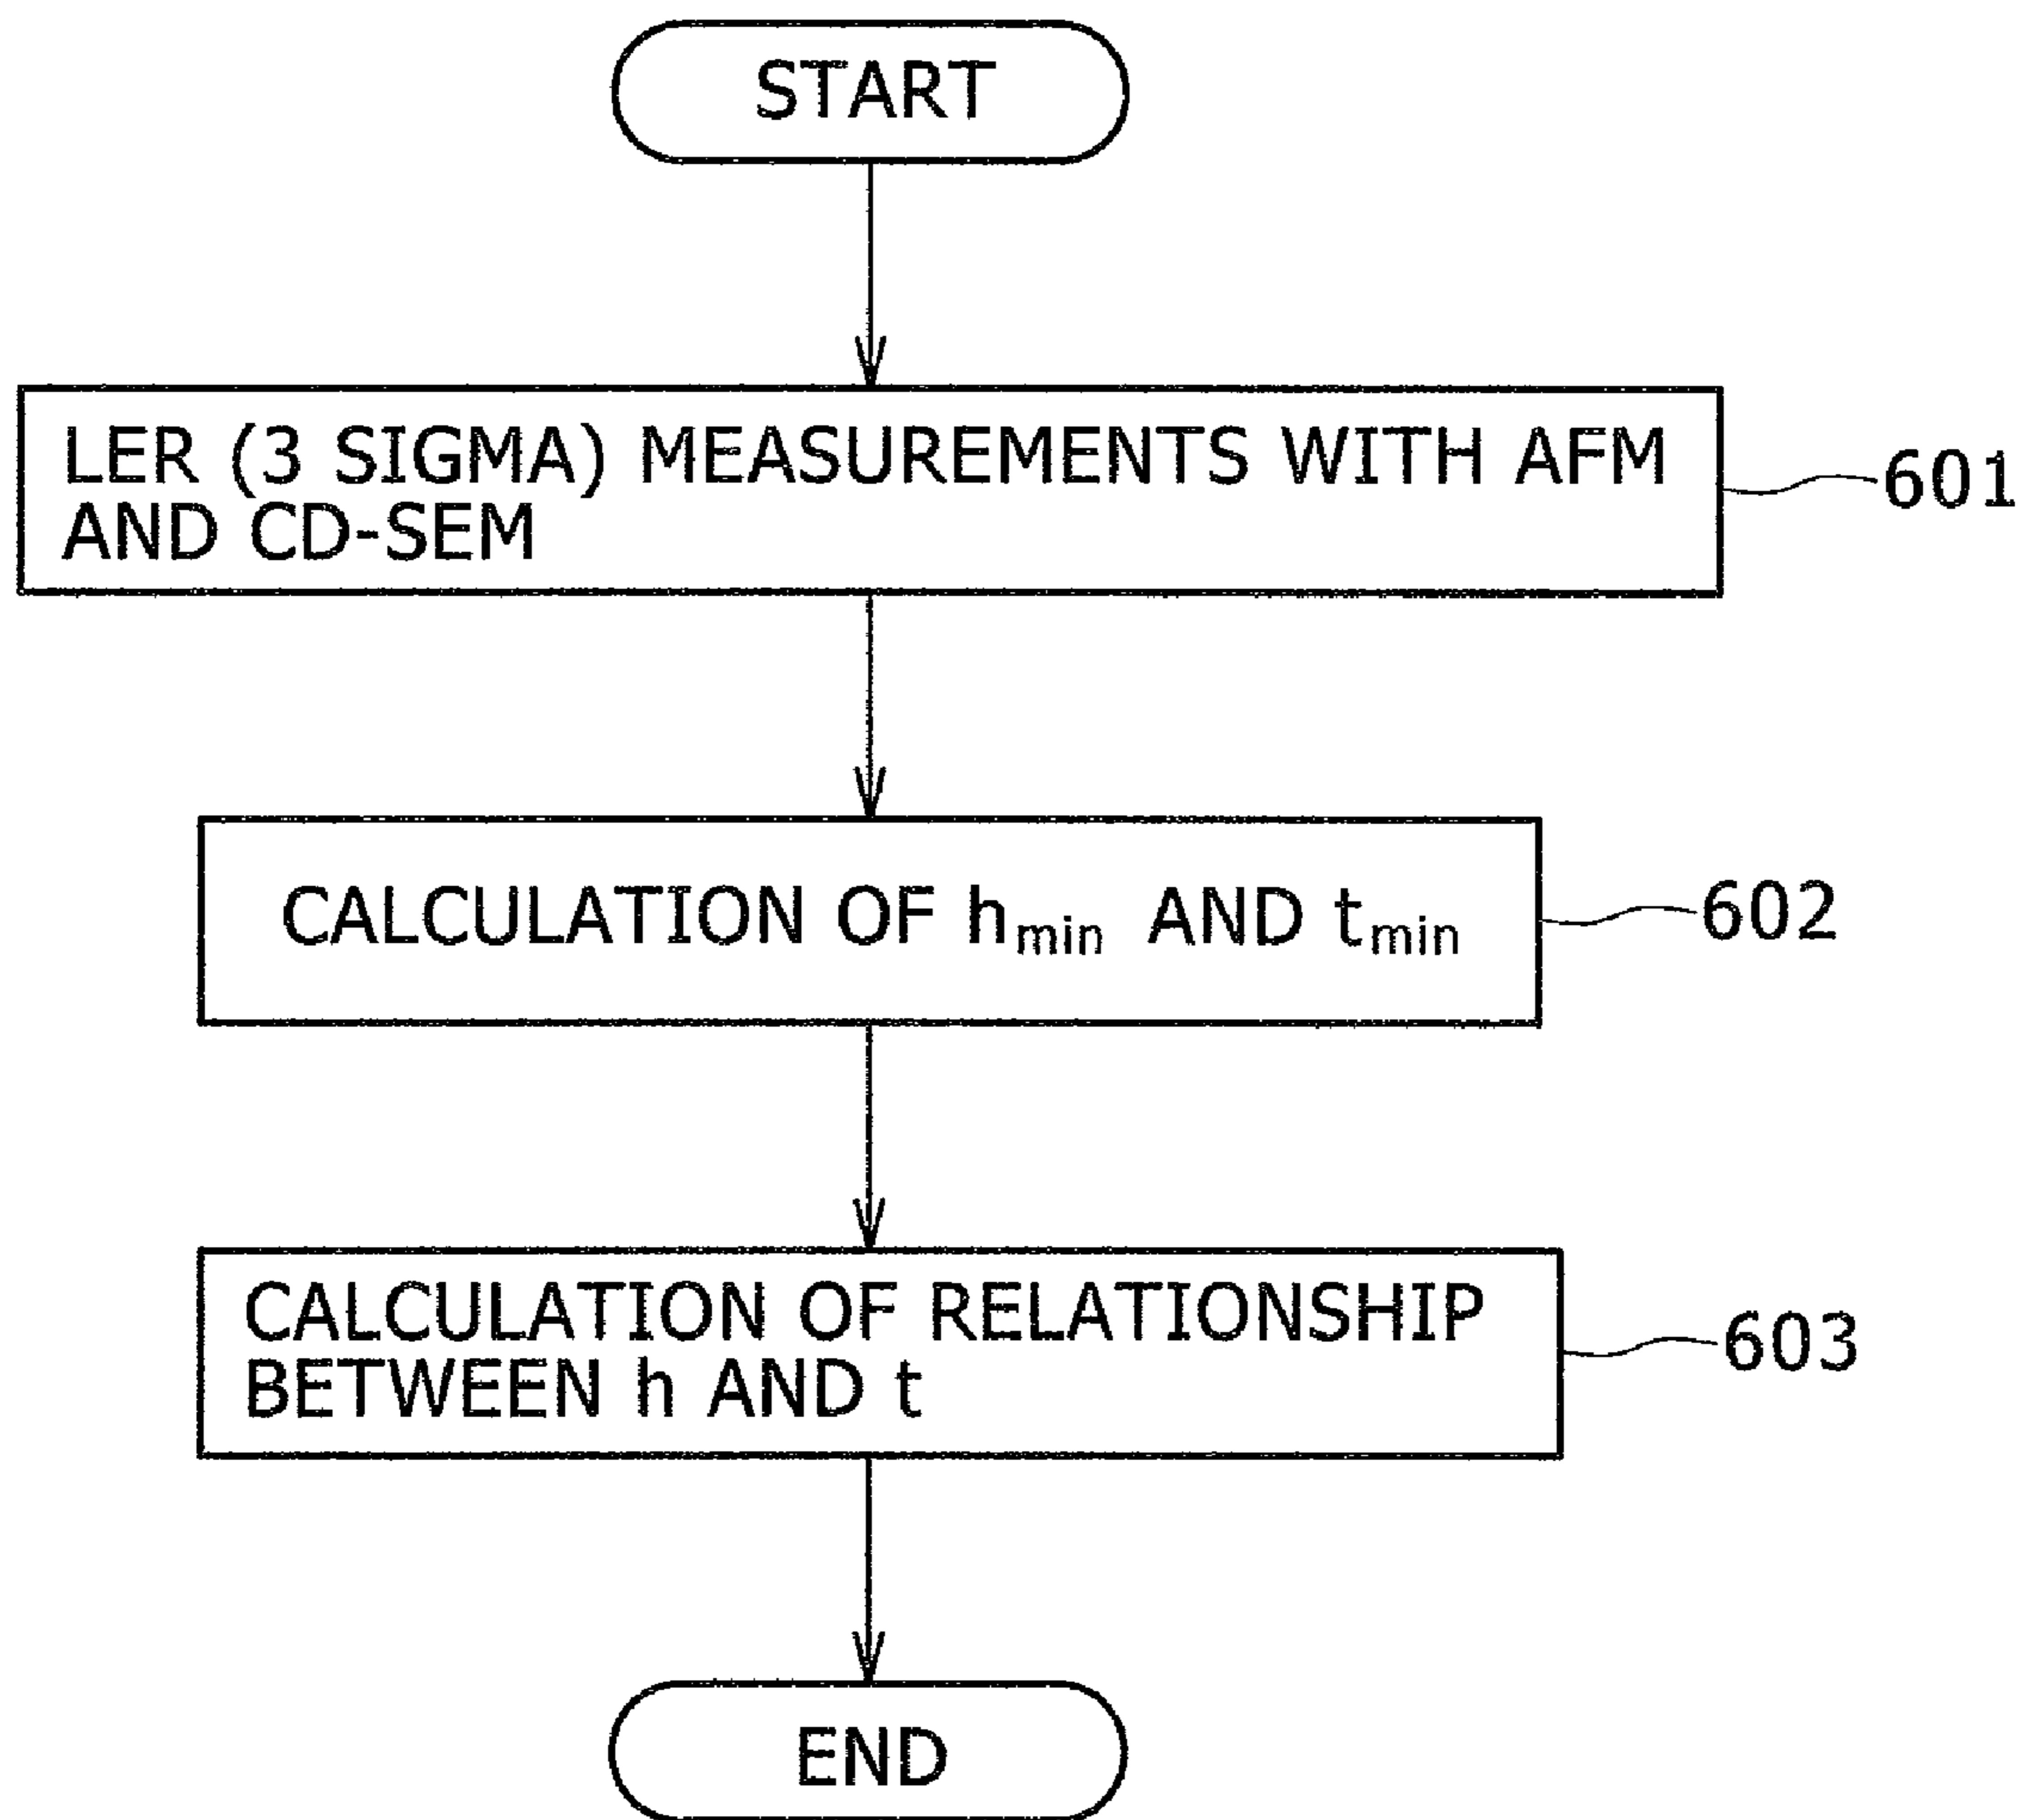 START
LER (3 SIGMA) MEASUREMENTS WITH AFM
AND CD-SEM
601
CALCULATION OF hmin AND tmin
602
CALCULATION OF RELATIONSHIP
BETWEEN h AND t
603
END